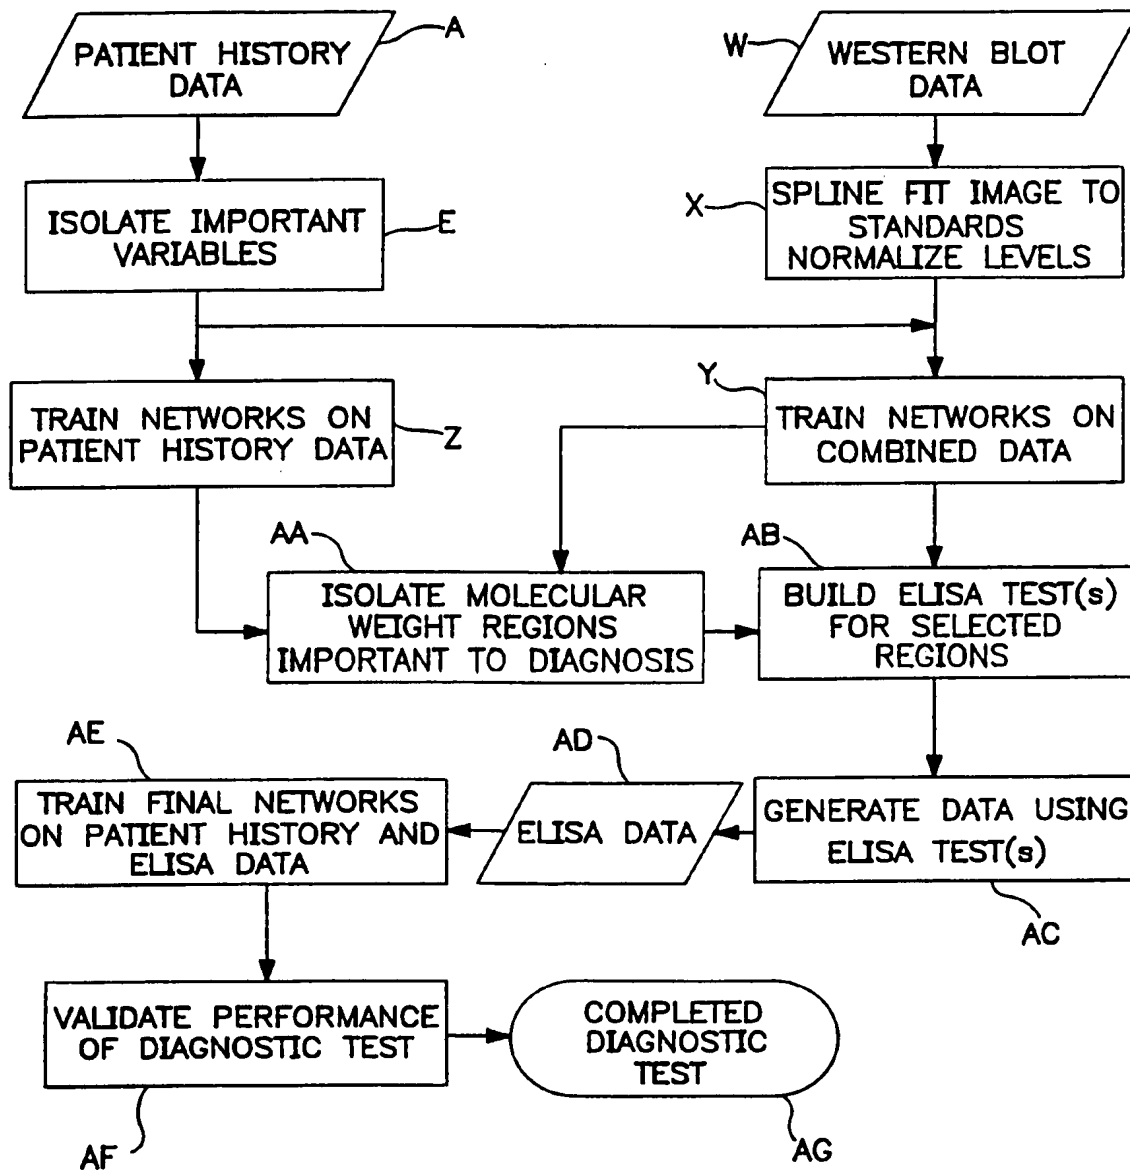 PATIENT HISTORY
DATA
A
W
WESTERN BLOT
DATA
ISOLATE IMPORTANT
VARIABLES
E
X
SPLINE FIT IMAGE TO
STANDARDS
NORMALIZE LEVELS
TRAIN NETWORKS ON
PATIENT HISTORY DATA
Z
Y
TRAIN NETWORKS ON
COMBINED DATA
AA
ISOLATE MOLECULAR
WEIGHT REGIONS
IMPORTANT TO DIAGNOSIS
AB
BUILD ELISA TEST(s)
FOR SELECTED
REGIONS
AE
TRAIN FINAL NETWORKS
ON PATIENT HISTORY AND
ELISA DATA
AD
ELISA DATA
GENERATE DATA USING
ELISA TEST(s)
AC
VALIDATE PERFORMANCE
OF DIAGNOSTIC TEST
AF
COMPLETED
DIAGNOSTIC
TEST
AG